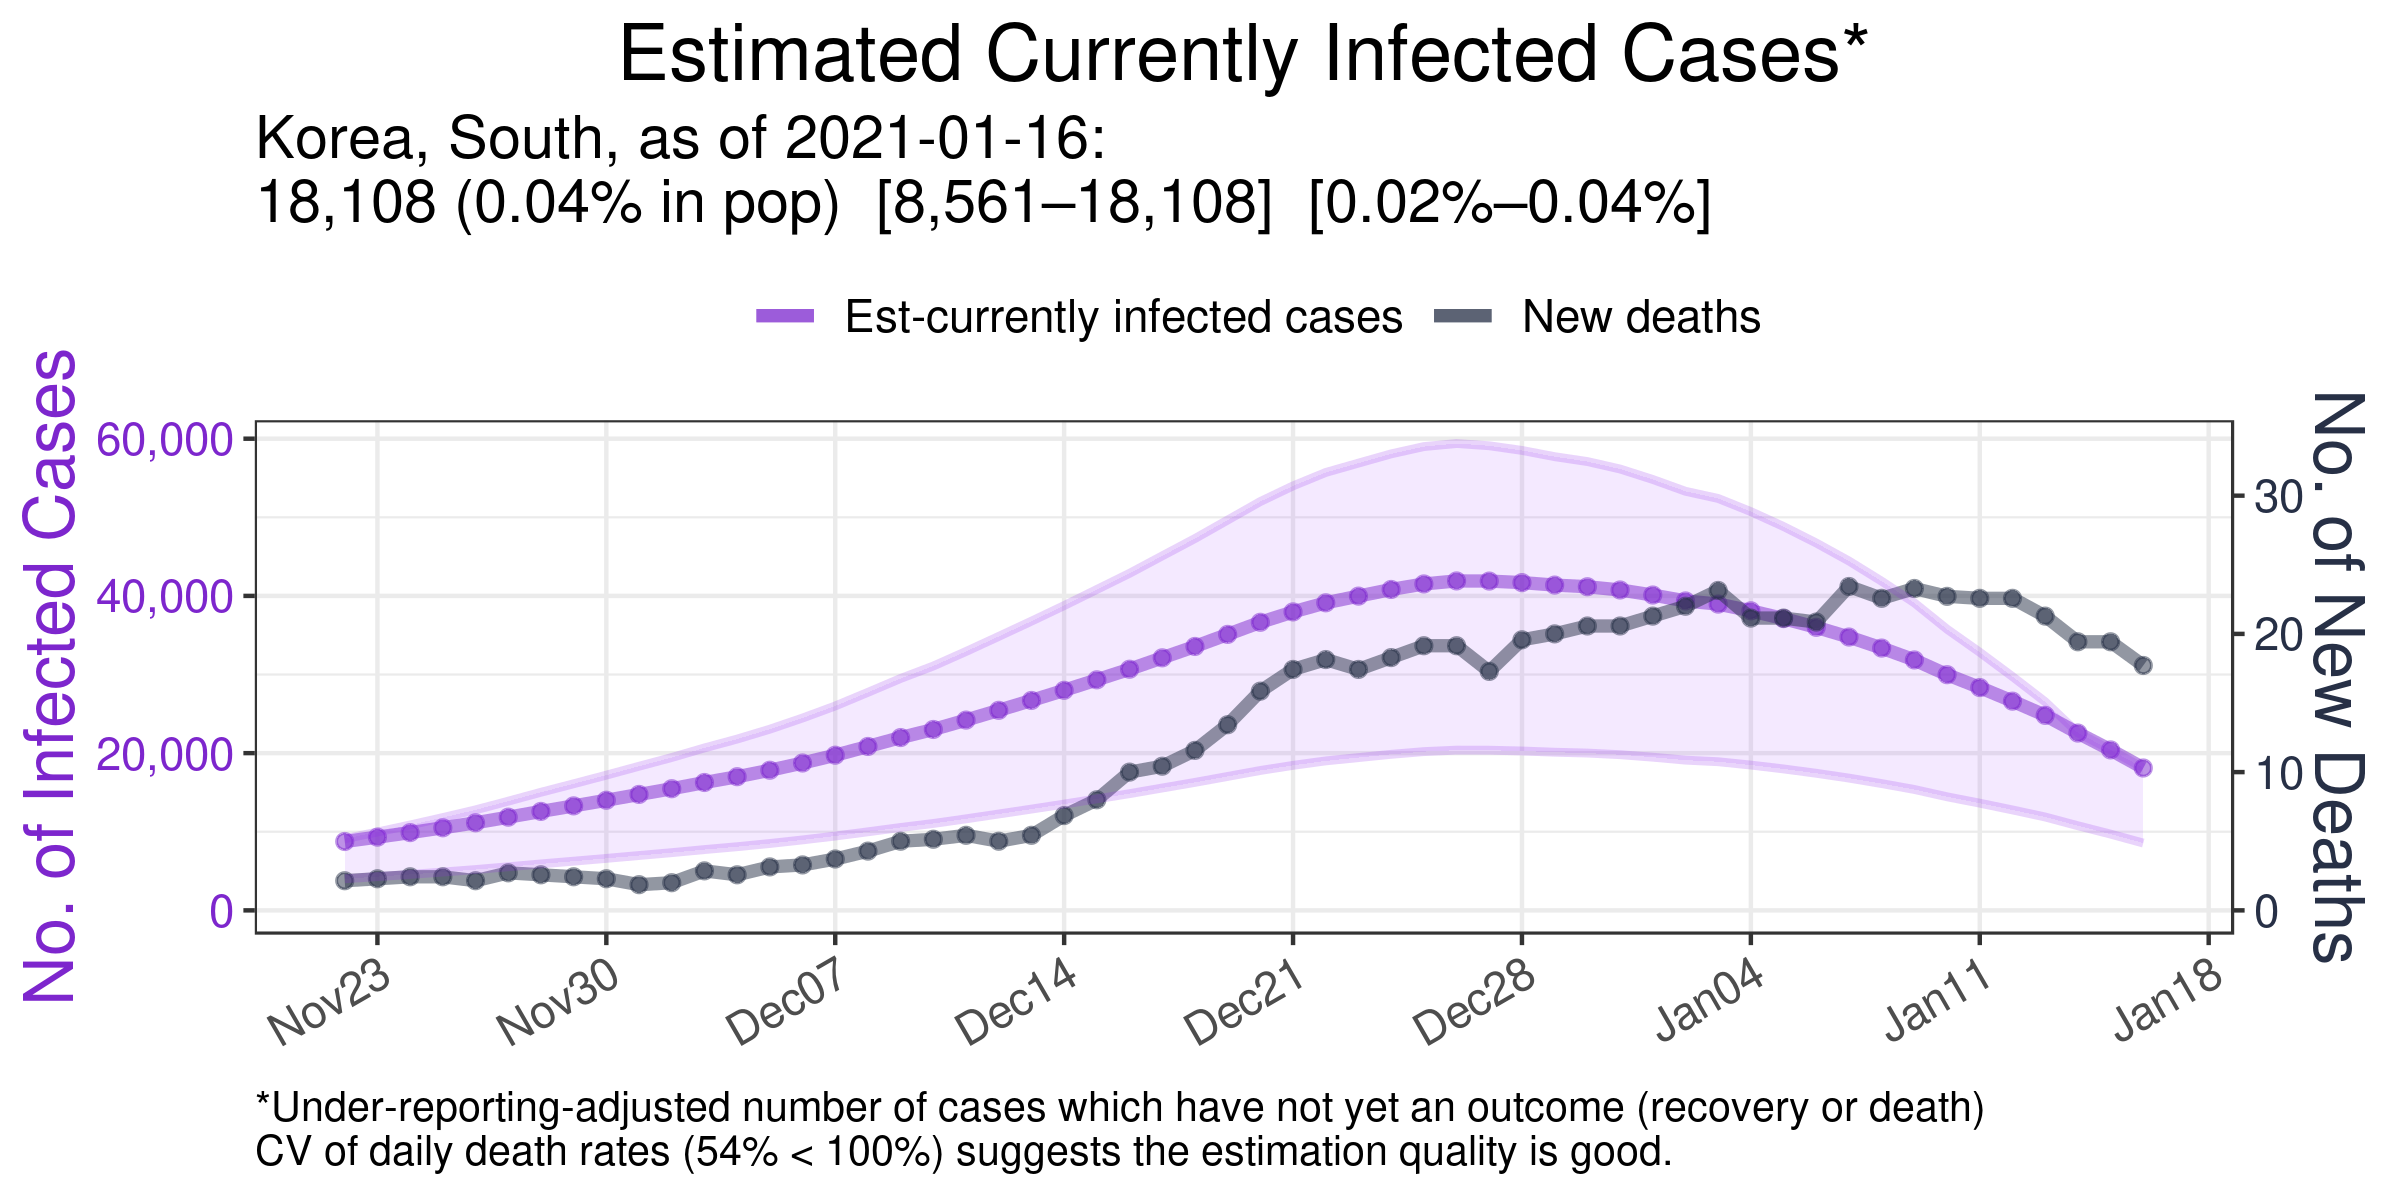 Estimated Currently Infected Cases*
Korea, South, as of 2021-01-16:
18,108 (0.04% in pop)  [8,561–18,108]  [0.02%–0.04%]
Est-currently infected cases
New deaths
No. of Infected Cases
60,000
40,000
20,000
0
No. of New Deaths
30
20
10
0
Nov23
Nov30
Dec07
Dec14
Dec21
Dec28
Jan04
Jan11
Jan18
*Under-reporting-adjusted number of cases which have not yet an outcome (recovery or death)
CV of daily death rates (54% < 100%) suggests the estimation quality is good.